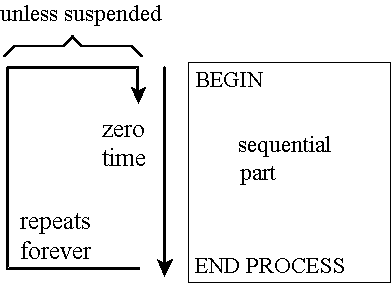 unless suspended
BEGIN
zero
time
sequential
part
repeats
forever
END PROCESS